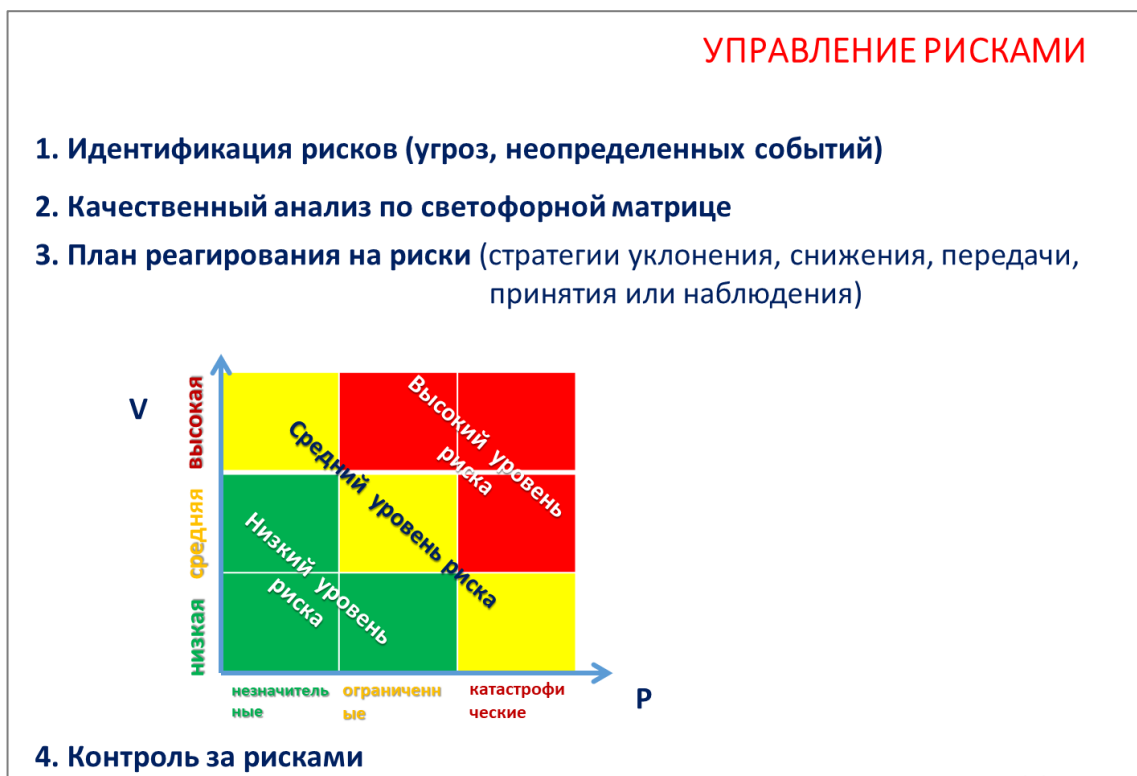 УПРАВЛЕНИЕ РИСКАМИ
1. Идентификация рисков (угроз, неопределенных событий)
2. Качественный анализ по светофорной матрице
3. План реагирования на риски (стратегии уклонения, снижения, передачи,
принятия или наблюдения)
V
высокая
средняя
низкая
Высокий уровень
риска
Средний уровень риска
Низкий уровень
риска
незначитель
ные
ограниченн
ые
катастрофи
ческие
P
4. Контроль за рисками